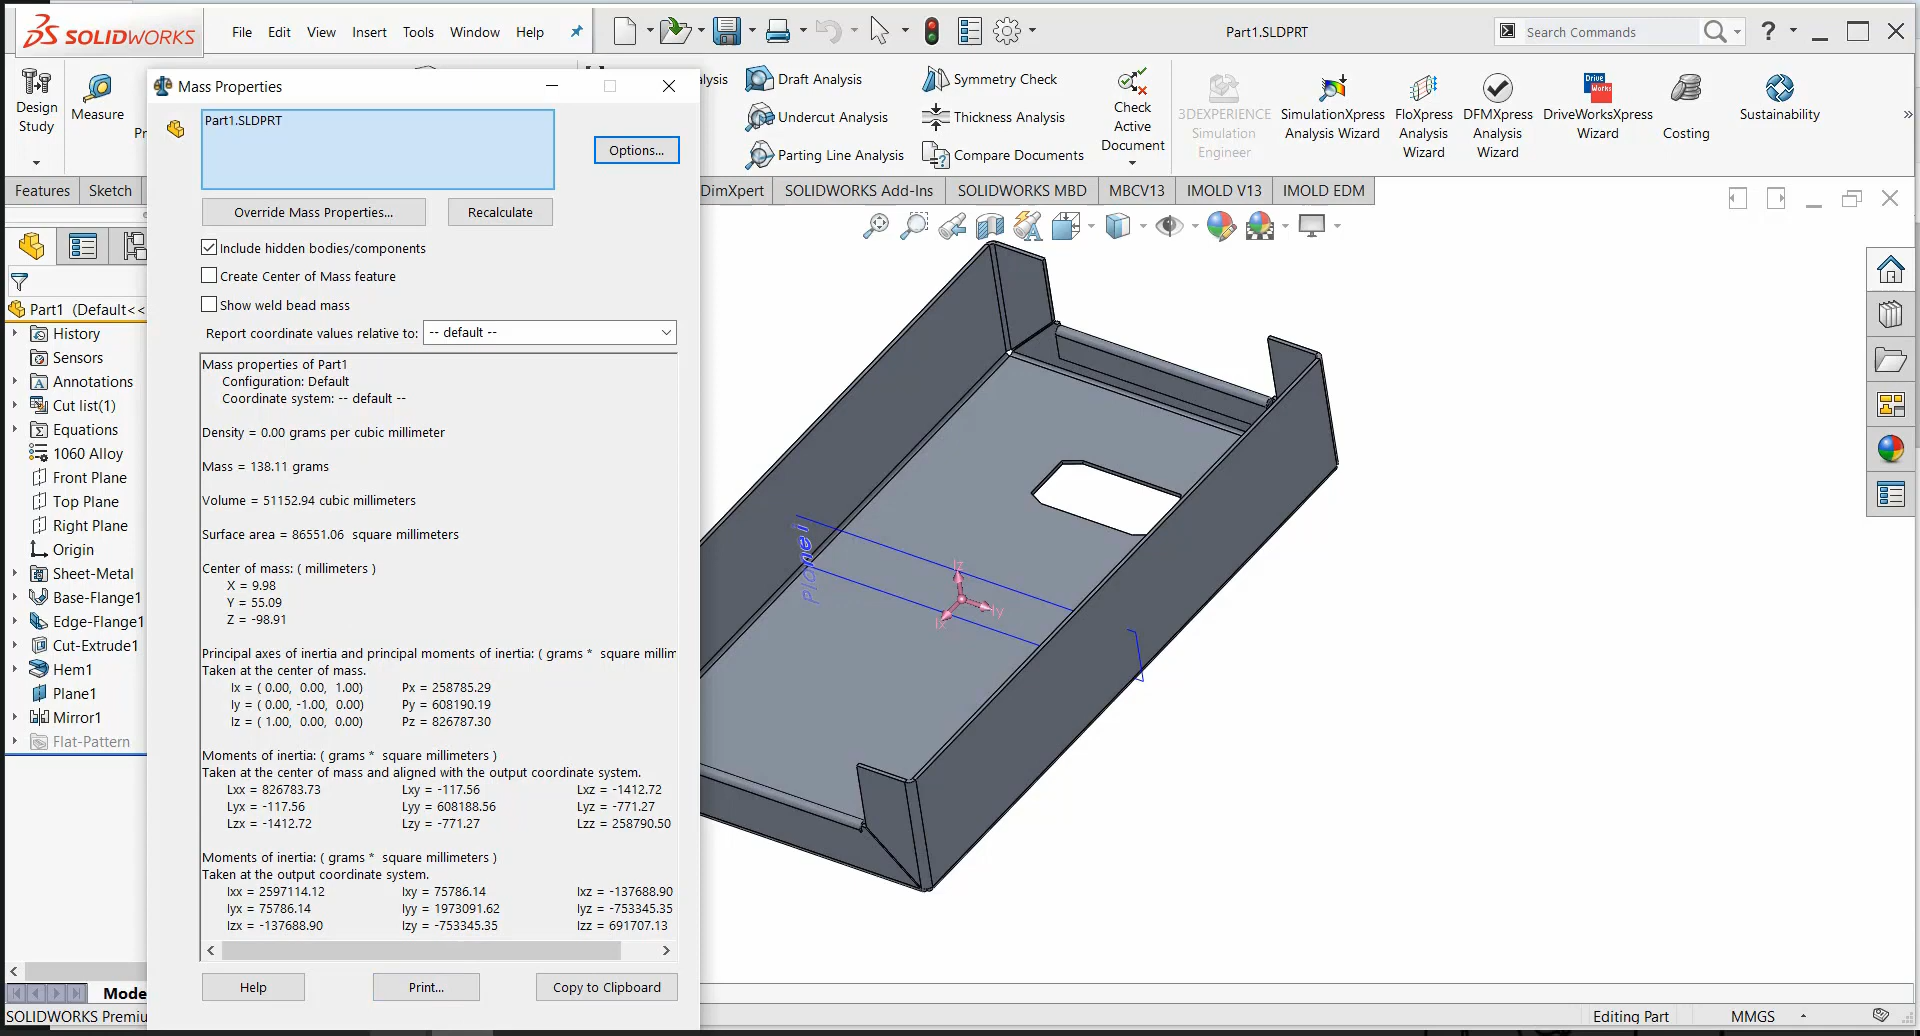 SOLIDWORKS
File Edit View Insert Tools Window Help
Part1.SLDPRT
Search Commands
Design Study
Measure
Mass Properties
Part1.SLDPRT
Options...
Override Mass Properties...
Recalculate
Include hidden bodies/components
Create Center of Mass feature
Show weld bead mass
Report coordinate values relative to: -- default --
Mass properties of Part1
Configuration: Default
Coordinate system: -- default --
Density = 0.00 grams per cubic millimeter
Mass = 138.11 grams
Volume = 51152.94 cubic millimeters
Surface area = 86551.06 square millimeters
Center of mass: ( millimeters )
X = 9.98
Y = 55.09
Z = -98.91
Principal axes of inertia and principal moments of inertia: ( grams * square millim
Taken at the center of mass.
Ix = ( 0.00, 0.00, 1.00) Px = 258785.29
Iy = ( 0.00, -1.00, 0.00) Py = 608190.19
Iz = ( 1.00, 0.00, 0.00) Pz = 826787.30
Moments of inertia: ( grams * square millimeters )
Taken at the center of mass and aligned with the output coordinate system.
Lxx = 826783.73 Lxy = -117.56 Lxz = -1412.72
Lyx = -117.56 Lyy = 608188.56 Lyz = -771.27
Lzx = -1412.72 Lzy = -771.27 Lzz = 258790.50
Moments of inertia: ( grams * square millimeters )
Taken at the output coordinate system.
Ixx = 2597114.12 Ixy = 75786.14 Ixz = -137688.90
Iyx = 75786.14 Iyy = 1973091.62 Iyz = -753345.35
Izx = -137688.90 Izy = -753345.35 Izz = 691707.13
Help
Print...
Copy to Clipboard
alysis
Draft Analysis
Undercut Analysis
Parting Line Analysis
Symmetry Check
Thickness Analysis
Compare Documents
Check Active Document
3DEXPERIENCE Simulation Engineer
SimulationXpress Analysis Wizard
FloXpress Analysis Wizard
DFMXpress Analysis Wizard
Drive Works
DriveWorksXpress Wizard
Costing
Sustainability
Features
Sketch
DimXpert
SOLIDWORKS Add-Ins
SOLIDWORKS MBD
MBCV13
IMOLD V13
IMOLD EDM
Part1 (Default<<
History
Sensors
Annotations
Cut list(1)
Equations
1060 Alloy
Front Plane
Top Plane
Right Plane
Origin
Sheet-Metal
Base-Flange1
Edge-Flange1
Cut-Extrude1
Hem1
Plane1
Mirror1
Flat-Pattern
Plane1
Iz
Iy
Ix
Mode
SOLIDWORKS Premiu
Editing Part
MMGS